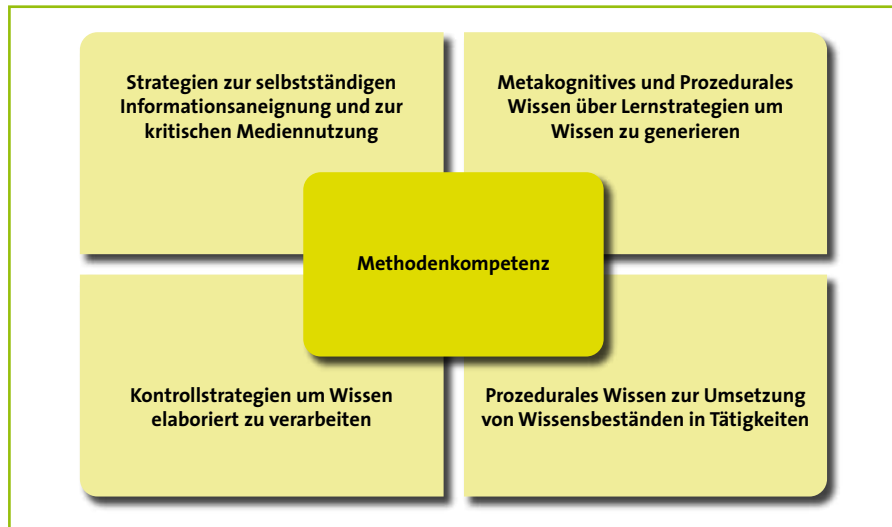 Strategien zur selbstständigen
Informationsaneignung und zur
kritischen Mediennutzung
Metakognitives und Prozedurales
Wissen über Lernstrategien um
Wissen zu generieren
Methodenkompetenz
Kontrollstrategien um Wissen
elaboriert zu verarbeiten
Prozedurales Wissen zur Umsetzung
von Wissensbeständen in Tätigkeiten